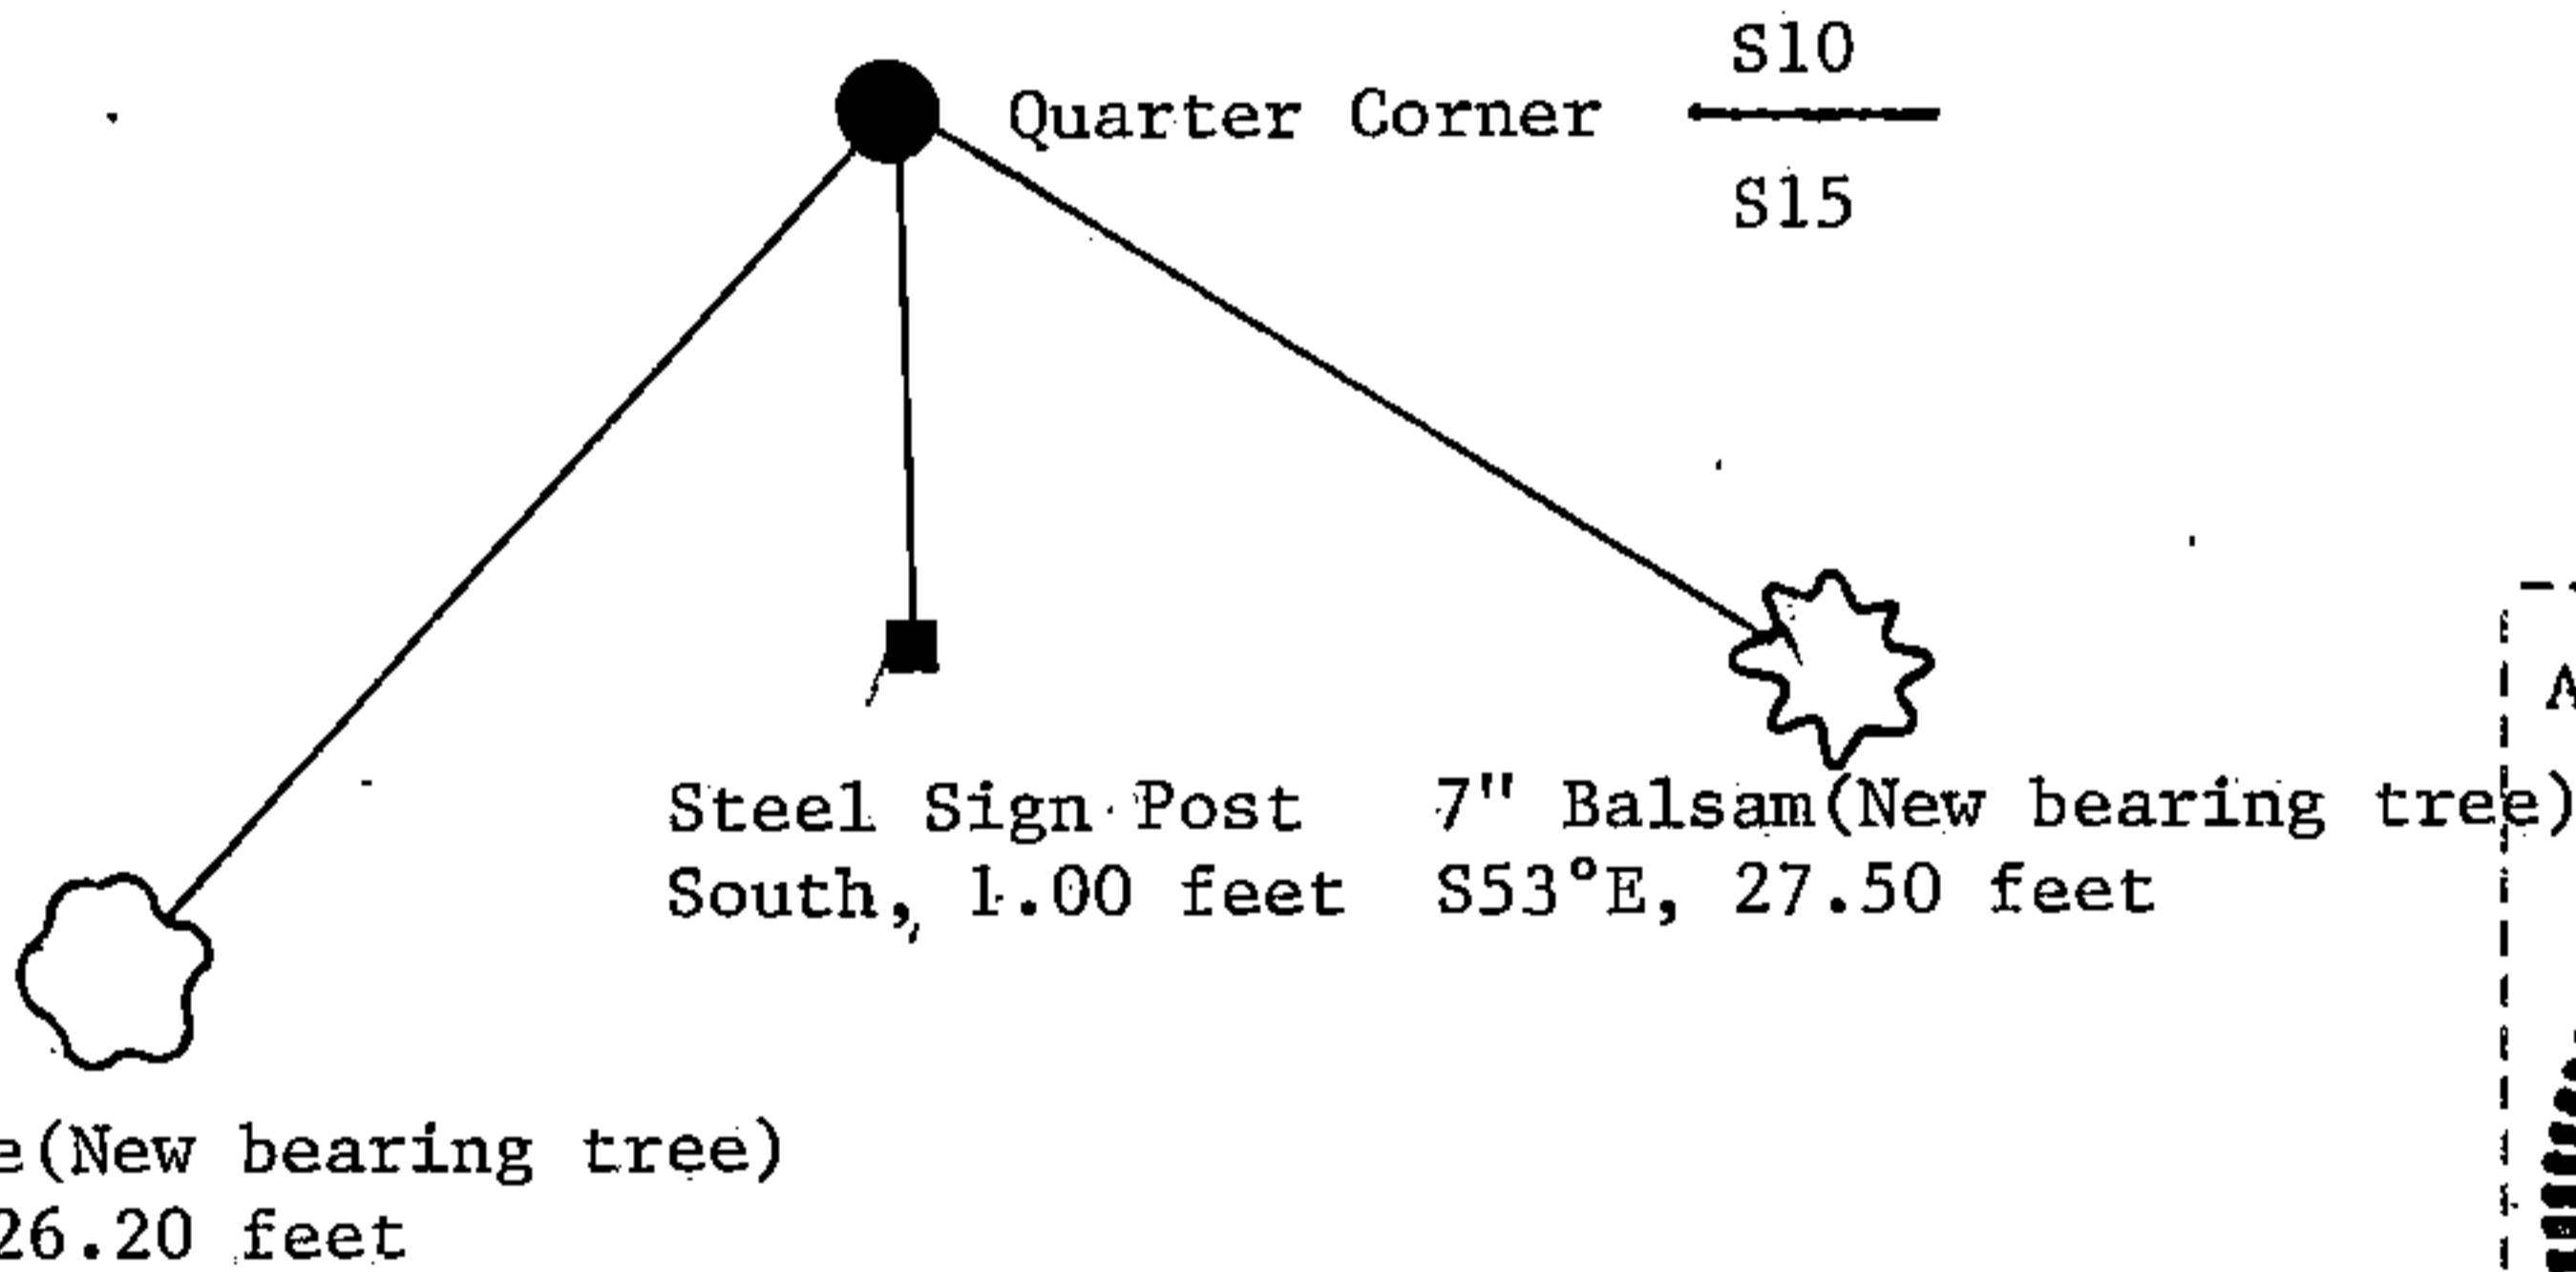 S10
Quarter Corner
S15
Steel Sign Post
South, 1.00 feet
7" Balsam(New bearing tree)
S53°E, 27.50 feet
(New bearing tree)
26.20 feet